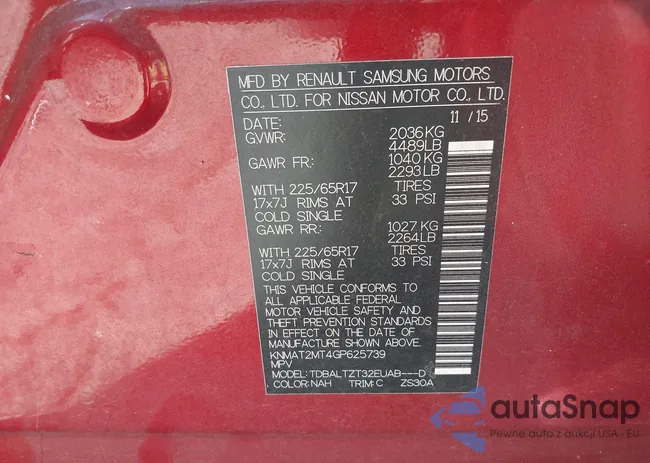 MFD BY RENAULT SAMSUNG MOTORS
CO., LTD. FOR NISSAN MOTOR CO., LTD.
DATE: 11 / 15
GVWR: 2036KG
4489LB
GAWR FR: 1040 KG
2293LB
WITH 225/65R17 TIRES
17x7J RIMS AT 33 PSI
COLD SINGLE
GAWR RR: 1027 KG
2264LB
WITH 225/65R17 TIRES
17x7J RIMS AT 33 PSI
COLD SINGLE
THIS VEHICLE CONFORMS TO
ALL APPLICABLE FEDERAL
MOTOR VEHICLE SAFETY AND
THEFT PREVENTION STANDARDS
IN EFFECT ON THE DATE OF
MANUFACTURE SHOWN ABOVE.
KNMAT2MT4GP625739
MPV
MODEL: TDBALTZT32EUAB---D
COLOR: NAH TRIM: C ZS30A
autaSnap
Pewne auto z aukcji USA i EU